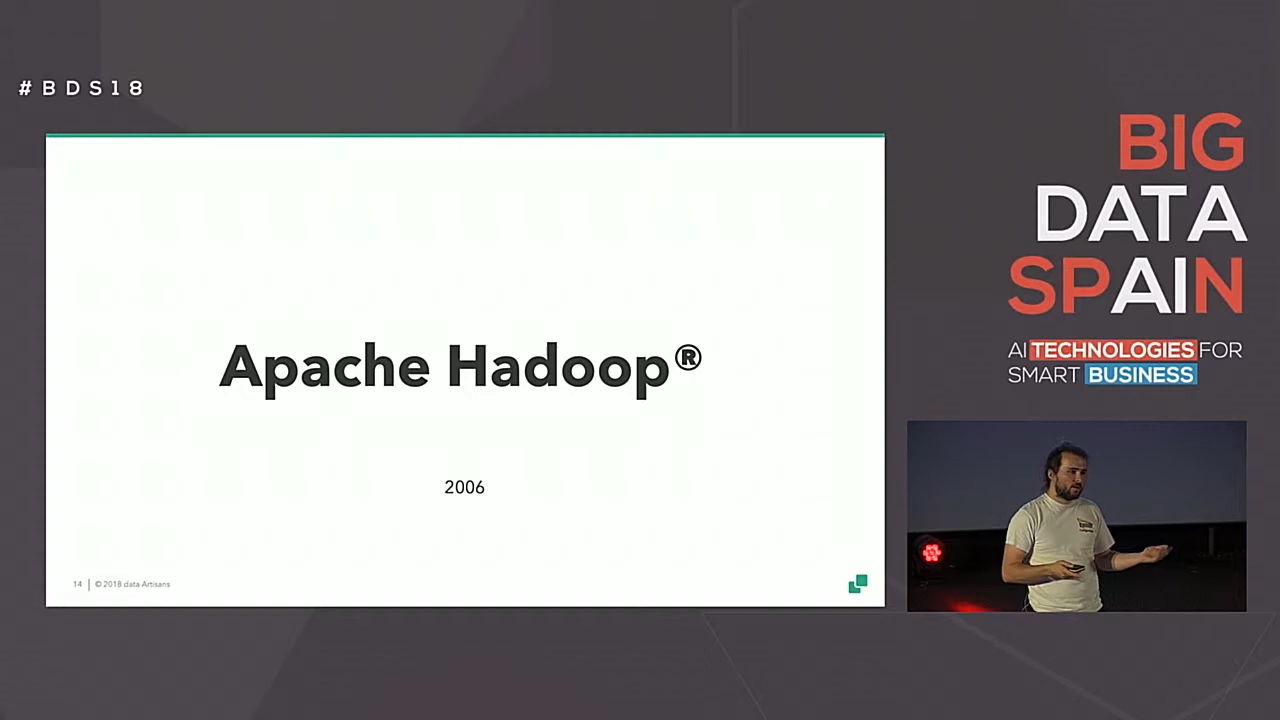 #BDS18
BIG
DATA
SPAIN
AI TECHNOLOGIES FOR
SMART BUSINESS
Apache Hadoop®
2006
14 | © 2018 data Artisans